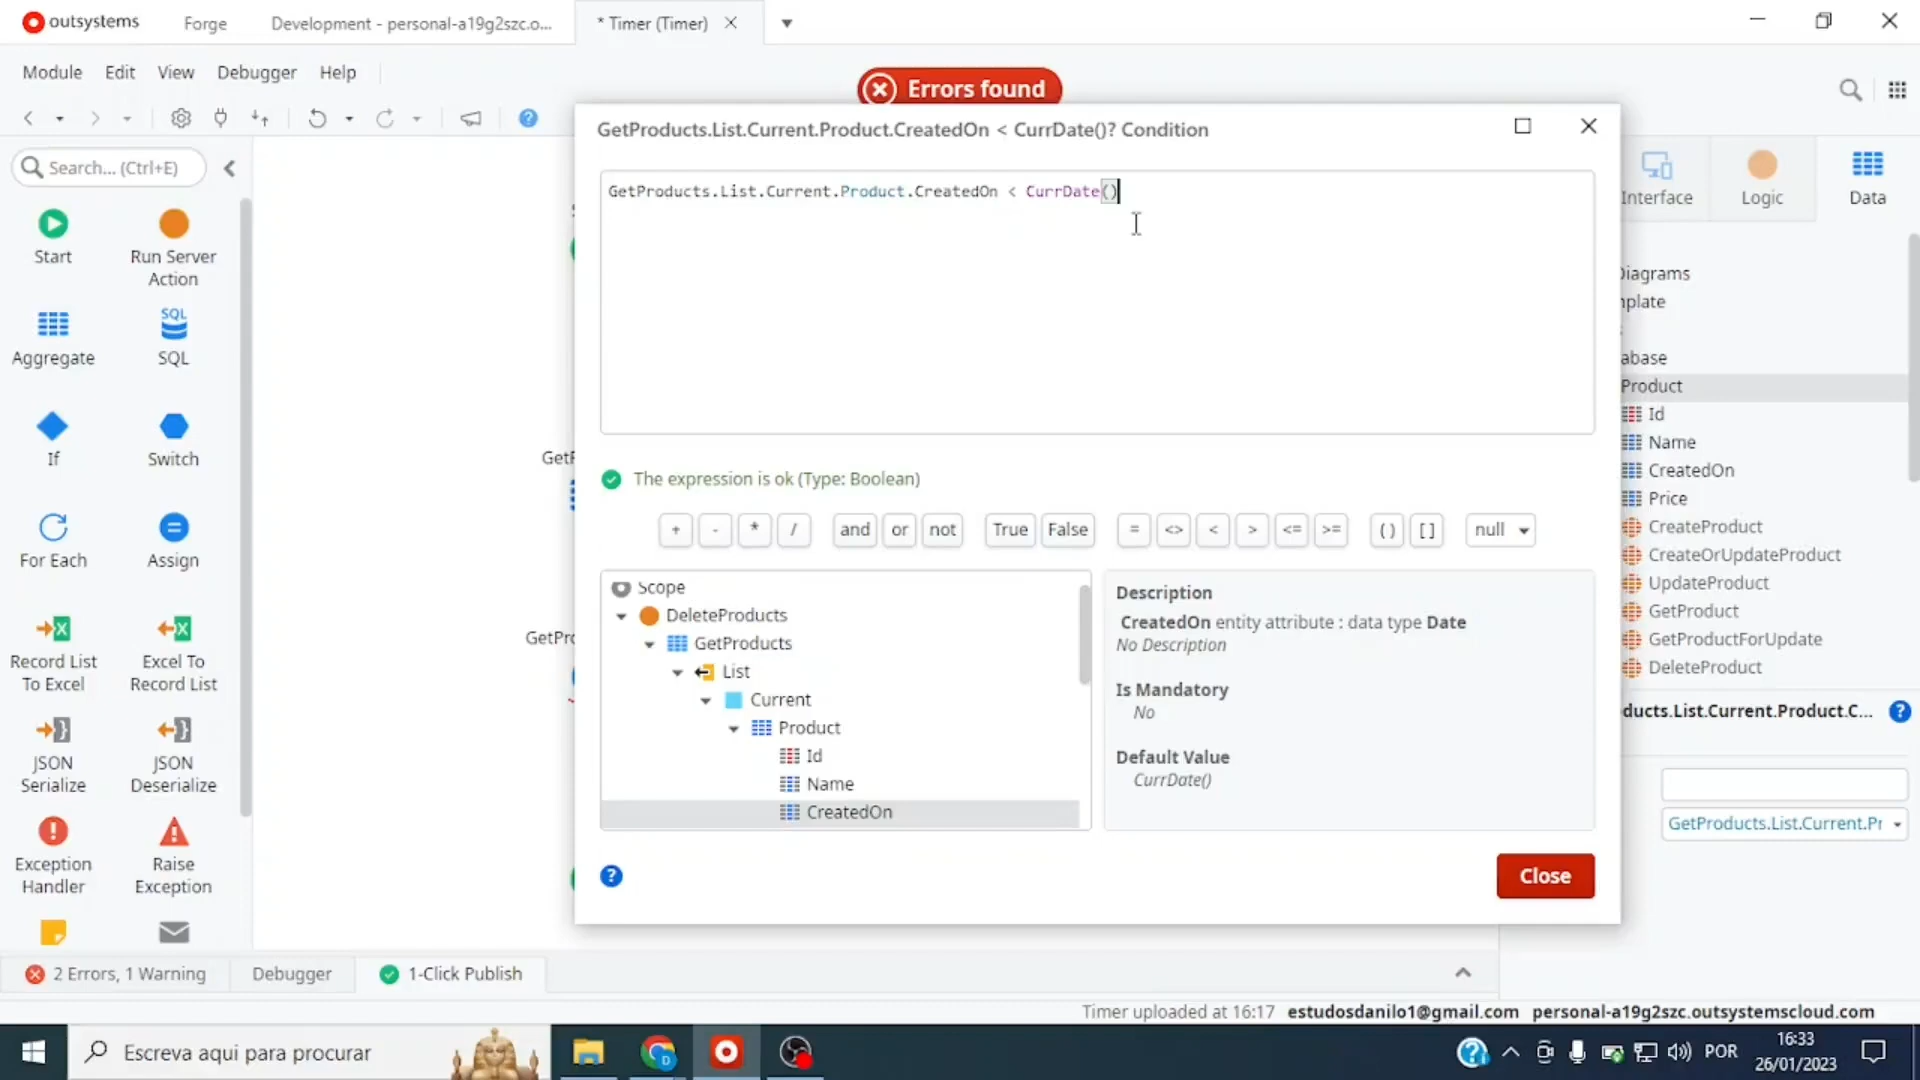 outsystems
Forge
Development - personal-a19g2szc.o...
* Timer (Timer)
Module
Edit
View
Debugger
Help
Errors found
Search... (Ctrl+E)
Start
Run Server
Action
Aggregate
SQL
SQL
If
Switch
For Each
Assign
Record List
To Excel
Excel To
Record List
JSON
Serialize
JSON
Deserialize
Exception
Handler
Raise
Exception
GetProducts.List.Current.Product.CreatedOn < CurrDate()? Condition
GetProducts.List.Current.Product.CreatedOn < CurrDate()
The expression is ok (Type: Boolean)
+ - * / and or not True False = <> < > <= >= () [] null
Scope
DeleteProducts
GetProducts
List
Current
Product
Id
Name
CreatedOn
Description
CreatedOn entity attribute : data type Date
No Description
Is Mandatory
No
Default Value
CurrDate()
Close
Interface
Logic
Data
Diagrams
Product
Id
Name
CreatedOn
Price
CreateProduct
CreateOrUpdateProduct
UpdateProduct
GetProduct
GetProductForUpdate
DeleteProduct
ducts.List.Current.Product.C...
GetProducts.List.Current.Pr
2 Errors, 1 Warning
Debugger
1-Click Publish
Timer uploaded at 16:17 estudosdanilo1@gmail.com personal-a19g2szc.outsystemscloud.com
Escreva aqui para procurar
POR
16:33
26/01/2023